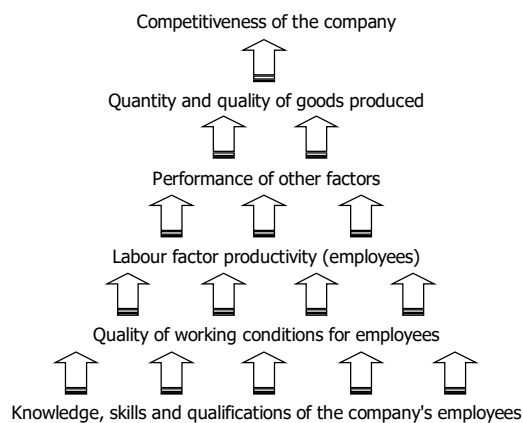 Competitiveness of the company
Quantity and quality of goods produced
Performance of other factors
Labour factor productivity (employees)
Quality of working conditions for employees
Knowledge, skills and qualifications of the company's employees